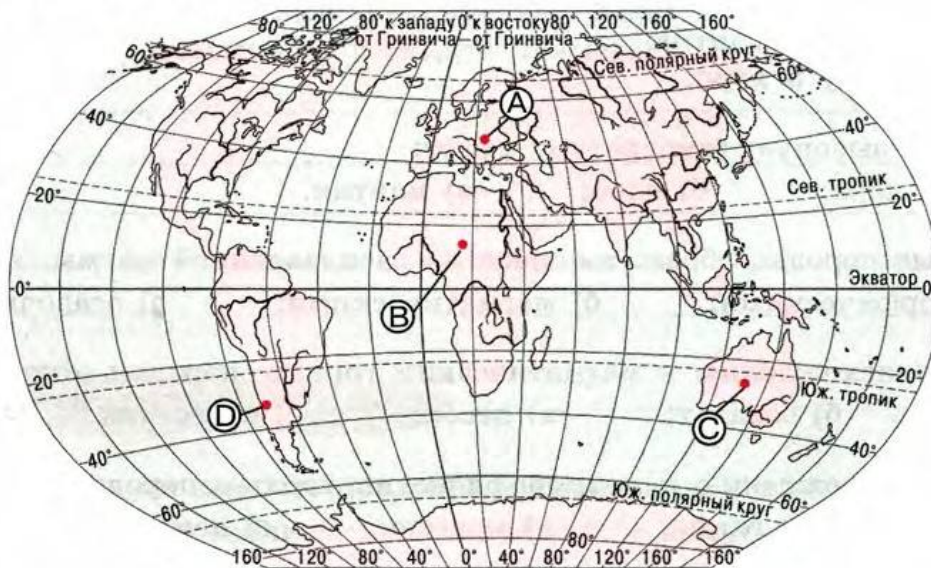 120° 80° к западу 0° к востоку 80° 120° 160°
80° от Гринвича от Гринвича
60° Сев. полярный круг 60°
A
40° 40°
20° Сев. тропик 20°
B
0° Экватор 0°
20° 20°
D C Юж. тропик
40° 40°
60° Юж. полярный круг 60°
80°
160° 120° 80° 40° 0° 40° 80° 120° 160°